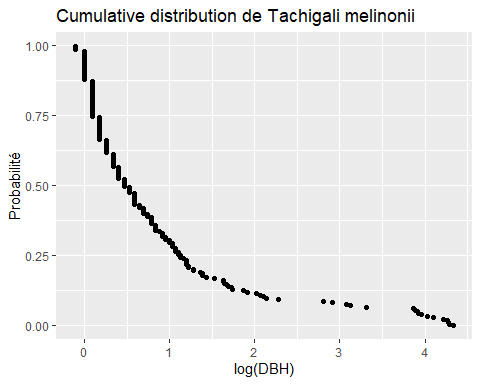 Cumulative distribution de Tachigali melinonii
1.00
0.75
0.50
0.25
0.00
Probabilité
0 1 2 3 4
log(DBH)